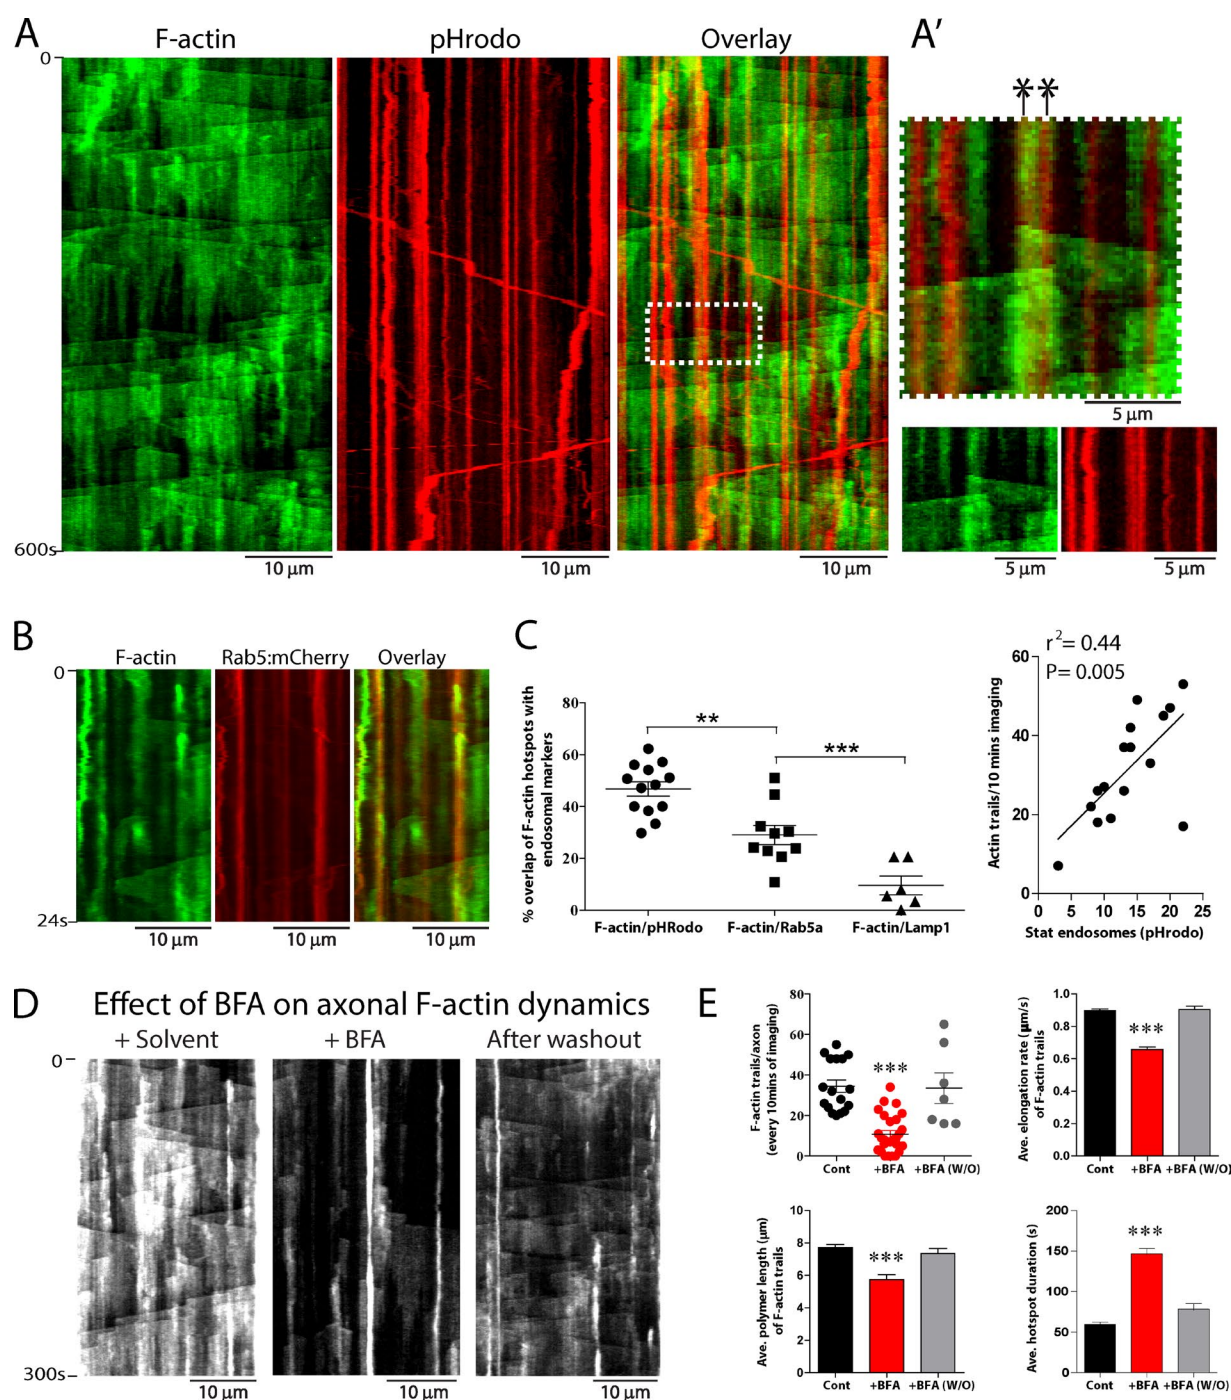 A
F-actin
pHrodo
Overlay
A'
0
600s
10 µm
10 µm
10 µm
**
5 µm
5 µm
5 µm
B
F-actin
Rab5:mCherry
Overlay
0
24s
10 µm
10 µm
10 µm
C
% overlap of F-actin hotspots with
endosomal markers
80
60
40
20
0
**
***
F-actin/pHRodo
F-actin/Rab5a
F-actin/Lamp1
r²= 0.44
P= 0.005
Actin trails/10 mins imaging
60
40
20
0
0
5
10
15
20
25
Stat endosomes (pHrodo)
D
Effect of BFA on axonal F-actin dynamics
+ Solvent
+ BFA
After washout
0
300s
10 µm
10 µm
10 µm
E
F-actin trails/axon
(every 10mins of imaging)
80
60
40
20
0
***
Cont
+BFA
+BFA (W/O)
Ave. elongation rate (µm/s)
of F-actin trails
1.0
0.8
0.6
0.4
0.2
0.0
***
Cont
+BFA
+BFA (W/O)
Ave. polymer length (µm)
of F-actin trails
10
8
6
4
2
0
***
Cont
+BFA
+BFA (W/O)
Ave. hotspot duration (s)
200
150
100
50
0
***
Cont
+BFA
+BFA (W/O)